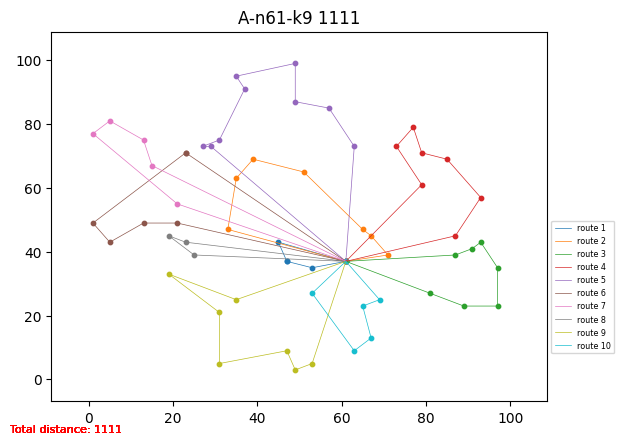 A-n61-k9 1111
100
80
60
40
20
0
0 20 40 60 80 100
route 1
route 2
route 3
route 4
route 5
route 6
route 7
route 8
route 9
route 10
Total distance: 1111